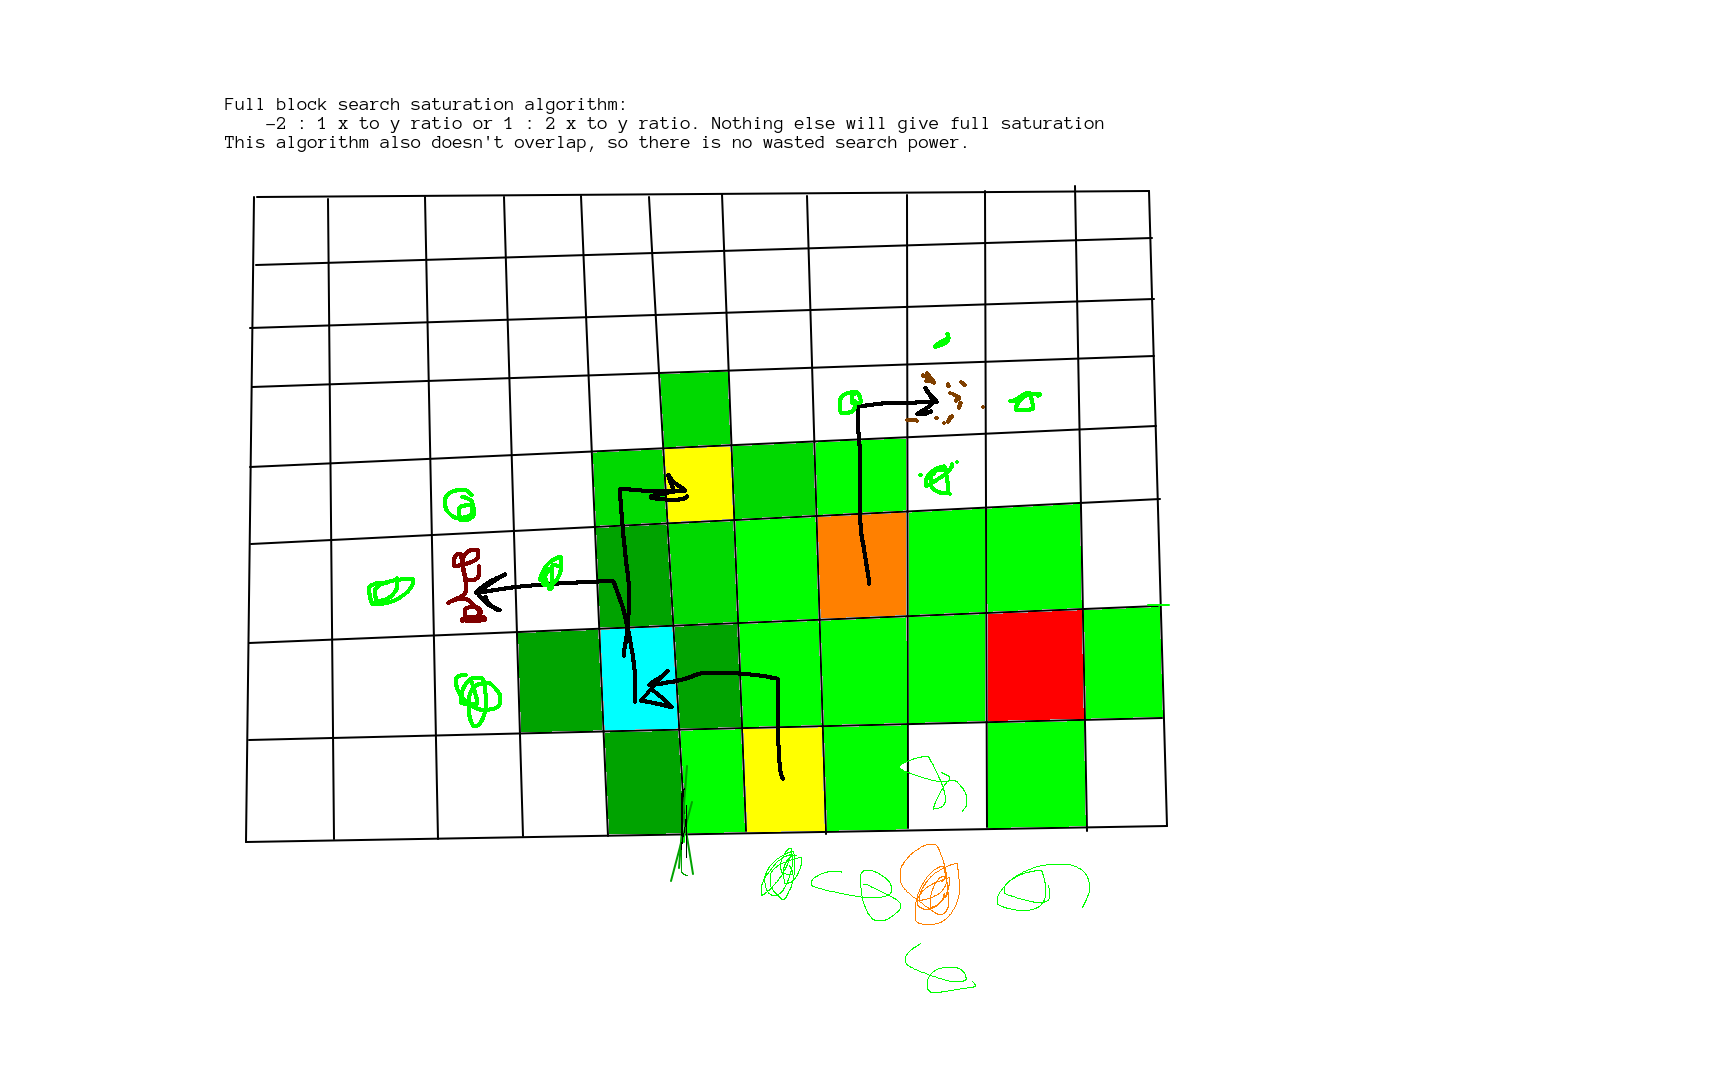 Full block search saturation algorithm:
-2 : 1 x to y ratio or 1 : 2 x to y ratio. Nothing else will give full saturation
This algorithm also doesn't overlap, so there is no wasted search power.